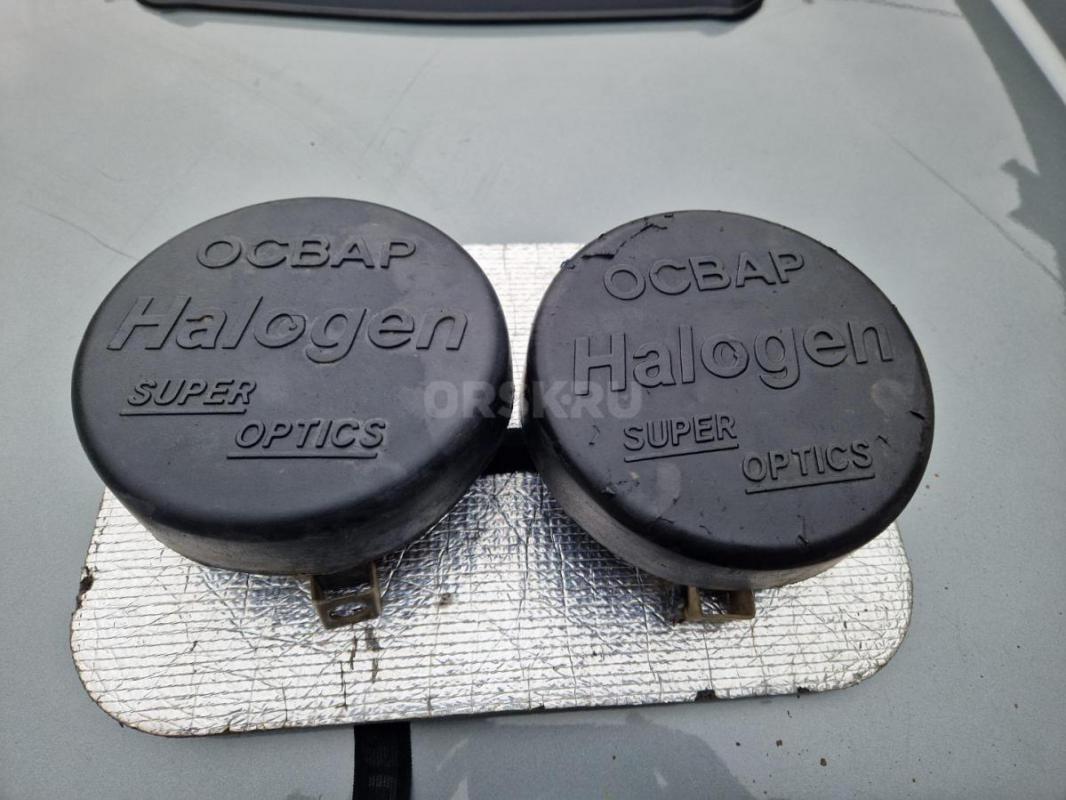 ОСВАР
Halogen
SUPER
OPTICS
ОСВАР
Halogen
SUPER
OPTICS
ORSK.RU